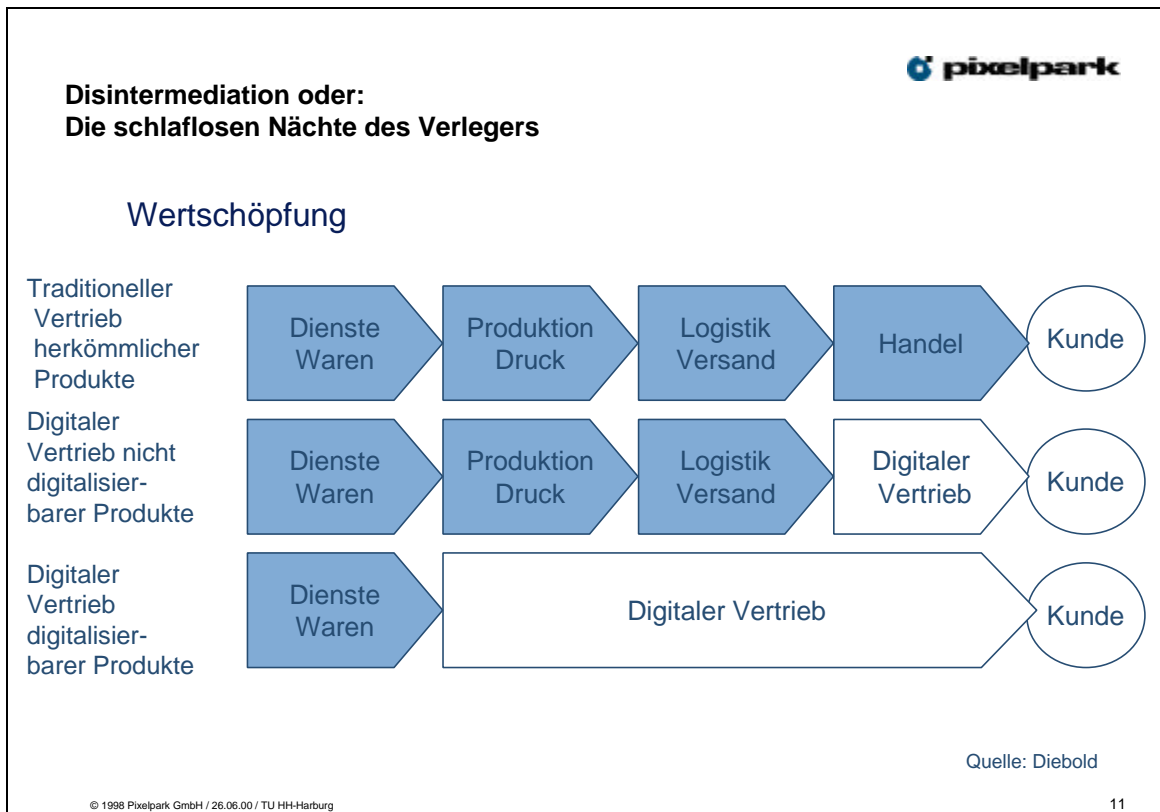 pixelpark
Disintermediation oder:
Die schlaflosen Nächte des Verlegers
Wertschöpfung
Traditioneller
Vertrieb
herkömmlicher
Produkte
Dienste
Waren
Produktion
Druck
Logistik
Versand
Handel
Kunde
Digitaler
Vertrieb nicht
digitalisier-
barer Produkte
Dienste
Waren
Produktion
Druck
Logistik
Versand
Digitaler
Vertrieb
Kunde
Digitaler
Vertrieb
digitalisier-
barer Produkte
Dienste
Waren
Digitaler Vertrieb
Kunde
Quelle: Diebold
© 1998 Pixelpark GmbH / 26.06.00 / TU HH-Harburg
11